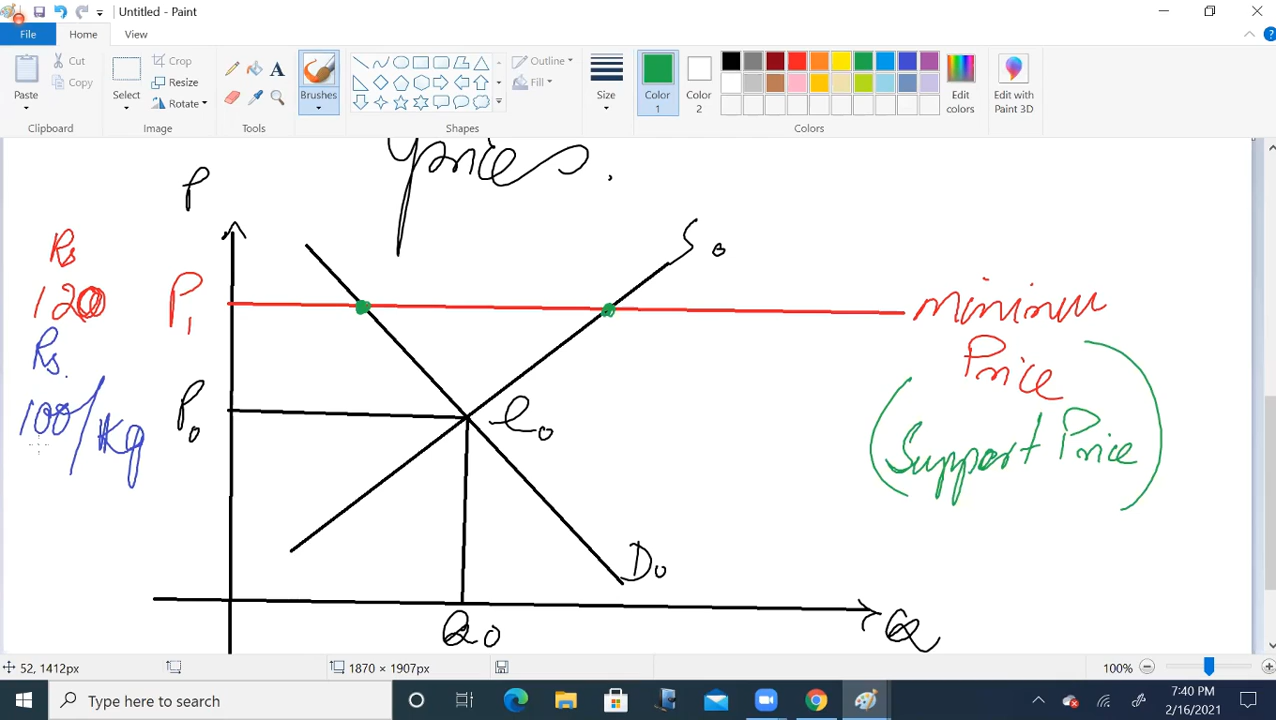 Untitled - Paint
File Home View
Paste
Cut
Copy
Clipboard
Select
Crop
Resize
Rotate
Image
A
Tools
Brushes
Outline
Fill
Shapes
Size
Color
1
Color
2
Edit
colors
Colors
Edit with
Paint 3D
prices.
P
Rs
120
P1
Rs.
100/kg
P0
S0
e0
D0
Q0
Q
minimum
Price
(Support Price)
52, 1412px
1870 × 1907px
100%
Type here to search
7:40 PM
2/16/2021